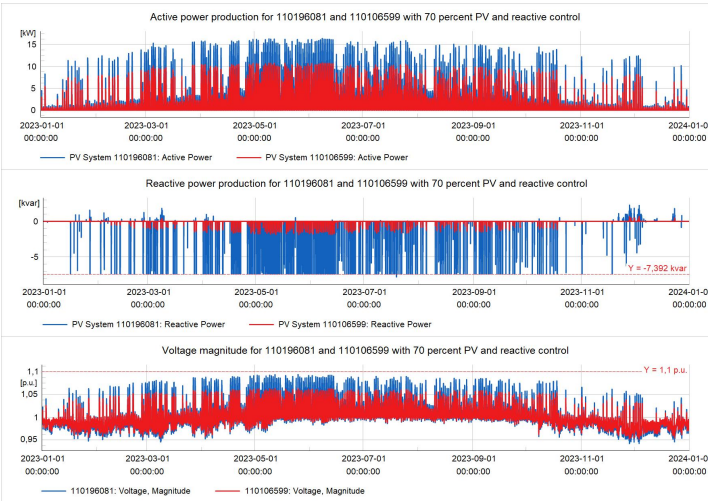 Active power production for 110196081 and 110106599 with 70 percent PV and reactive control
[kW]
15
10
5
0
2023-01-01 2023-03-01 2023-05-01 2023-07-01 2023-09-01 2023-11-01 2024-01-0
00:00:00 00:00:00 00:00:00 00:00:00 00:00:00 00:00:00 00:00:00
PV System 110196081: Active Power PV System 110106599: Active Power
Reactive power production for 110196081 and 110106599 with 70 percent PV and reactive control
[kvar]
0
-5
Y = -7,392 kvar
2023-01-01 2023-03-01 2023-05-01 2023-07-01 2023-09-01 2023-11-01 2024-01-0
00:00:00 00:00:00 00:00:00 00:00:00 00:00:00 00:00:00 00:00:00
PV System 110196081: Reactive Power PV System 110106599: Reactive Power
Voltage magnitude for 110196081 and 110106599 with 70 percent PV and reactive control
1,1
Y = 1,1 p.u.
[p.u.]
1,05
1
0,95
2023-01-01 2023-03-01 2023-05-01 2023-07-01 2023-09-01 2023-11-01 2024-01-0
00:00:00 00:00:00 00:00:00 00:00:00 00:00:00 00:00:00 00:00:00
110196081: Voltage, Magnitude 110106599: Voltage, Magnitude